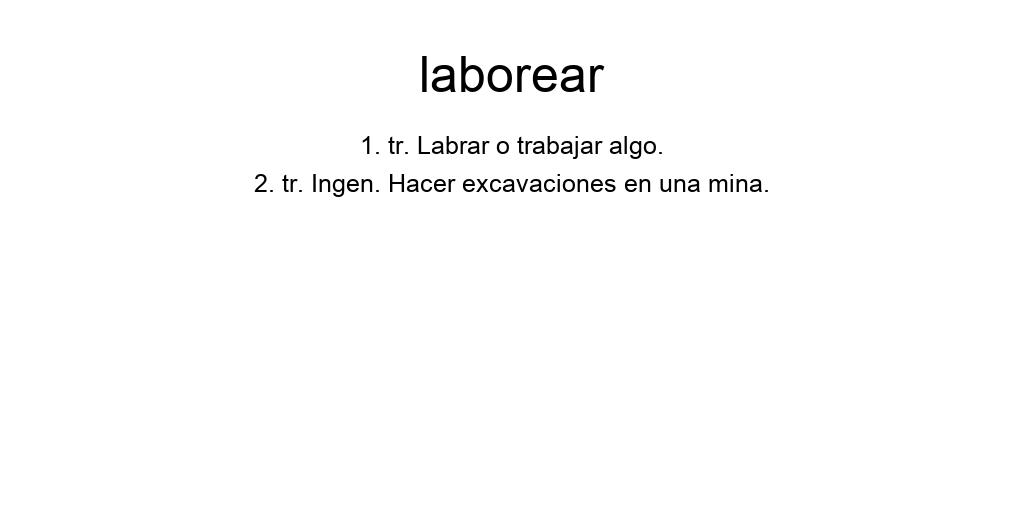 laborear
1. tr. Labrar o trabajar algo.
2. tr. Ingen. Hacer excavaciones en una mina.